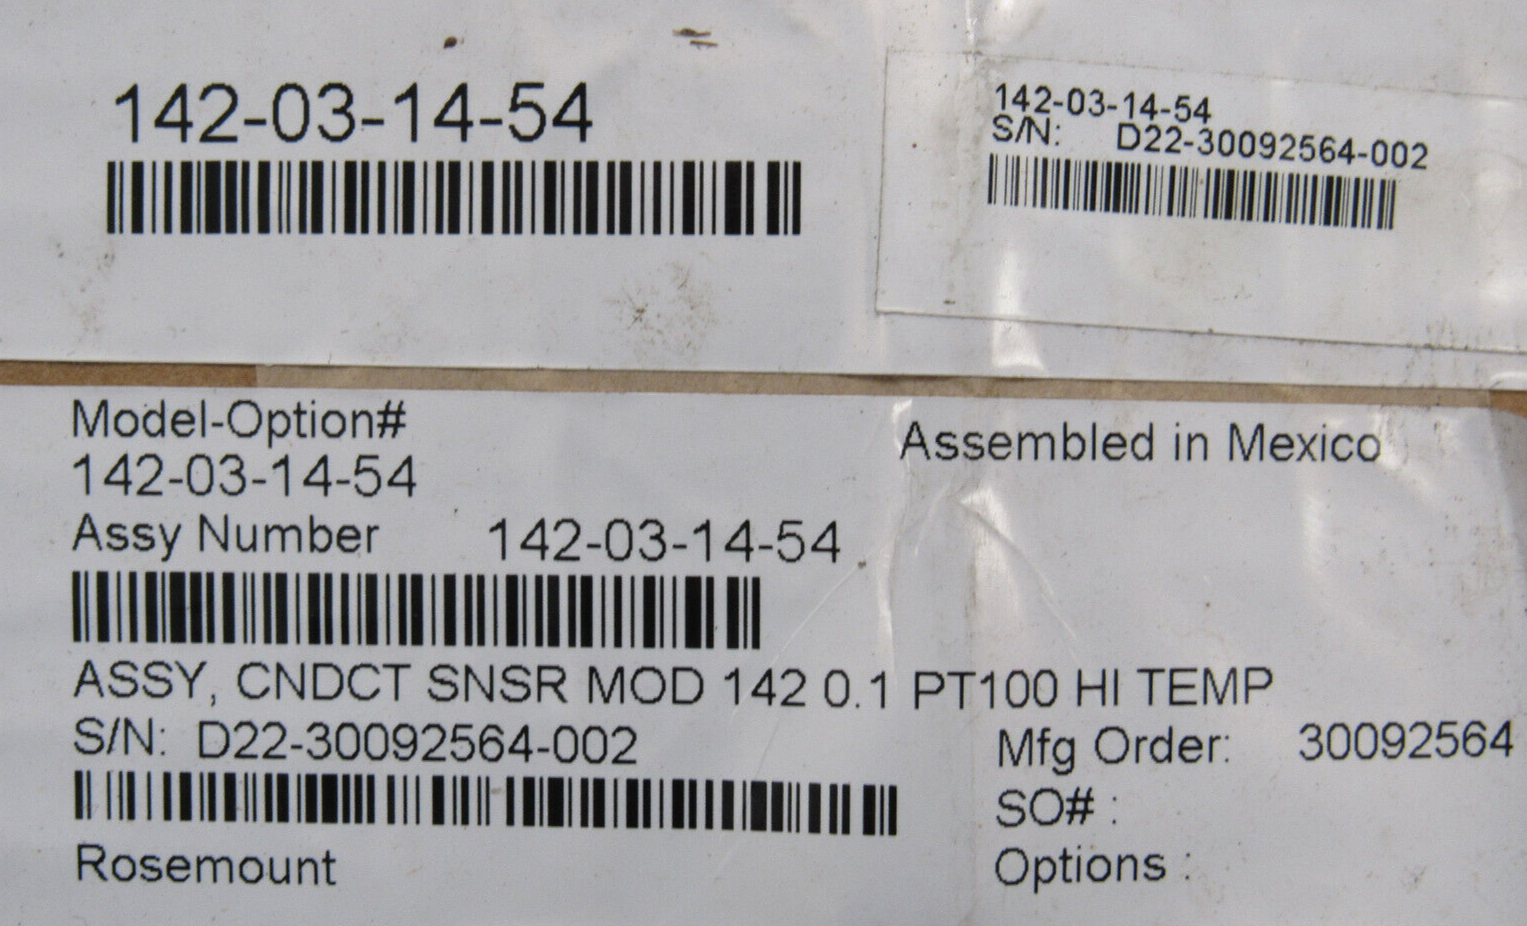 142-03-14-54
142-03-14-54
S/N: D22-30092564-002
Model-Option#
142-03-14-54
Assembled in Mexico
Assy Number 142-03-14-54
ASSY, CNDCT SNSR MOD 142 0.1 PT100 HI TEMP
S/N: D22-30092564-002
Mfg Order: 30092564
SO# :
Rosemount
Options :